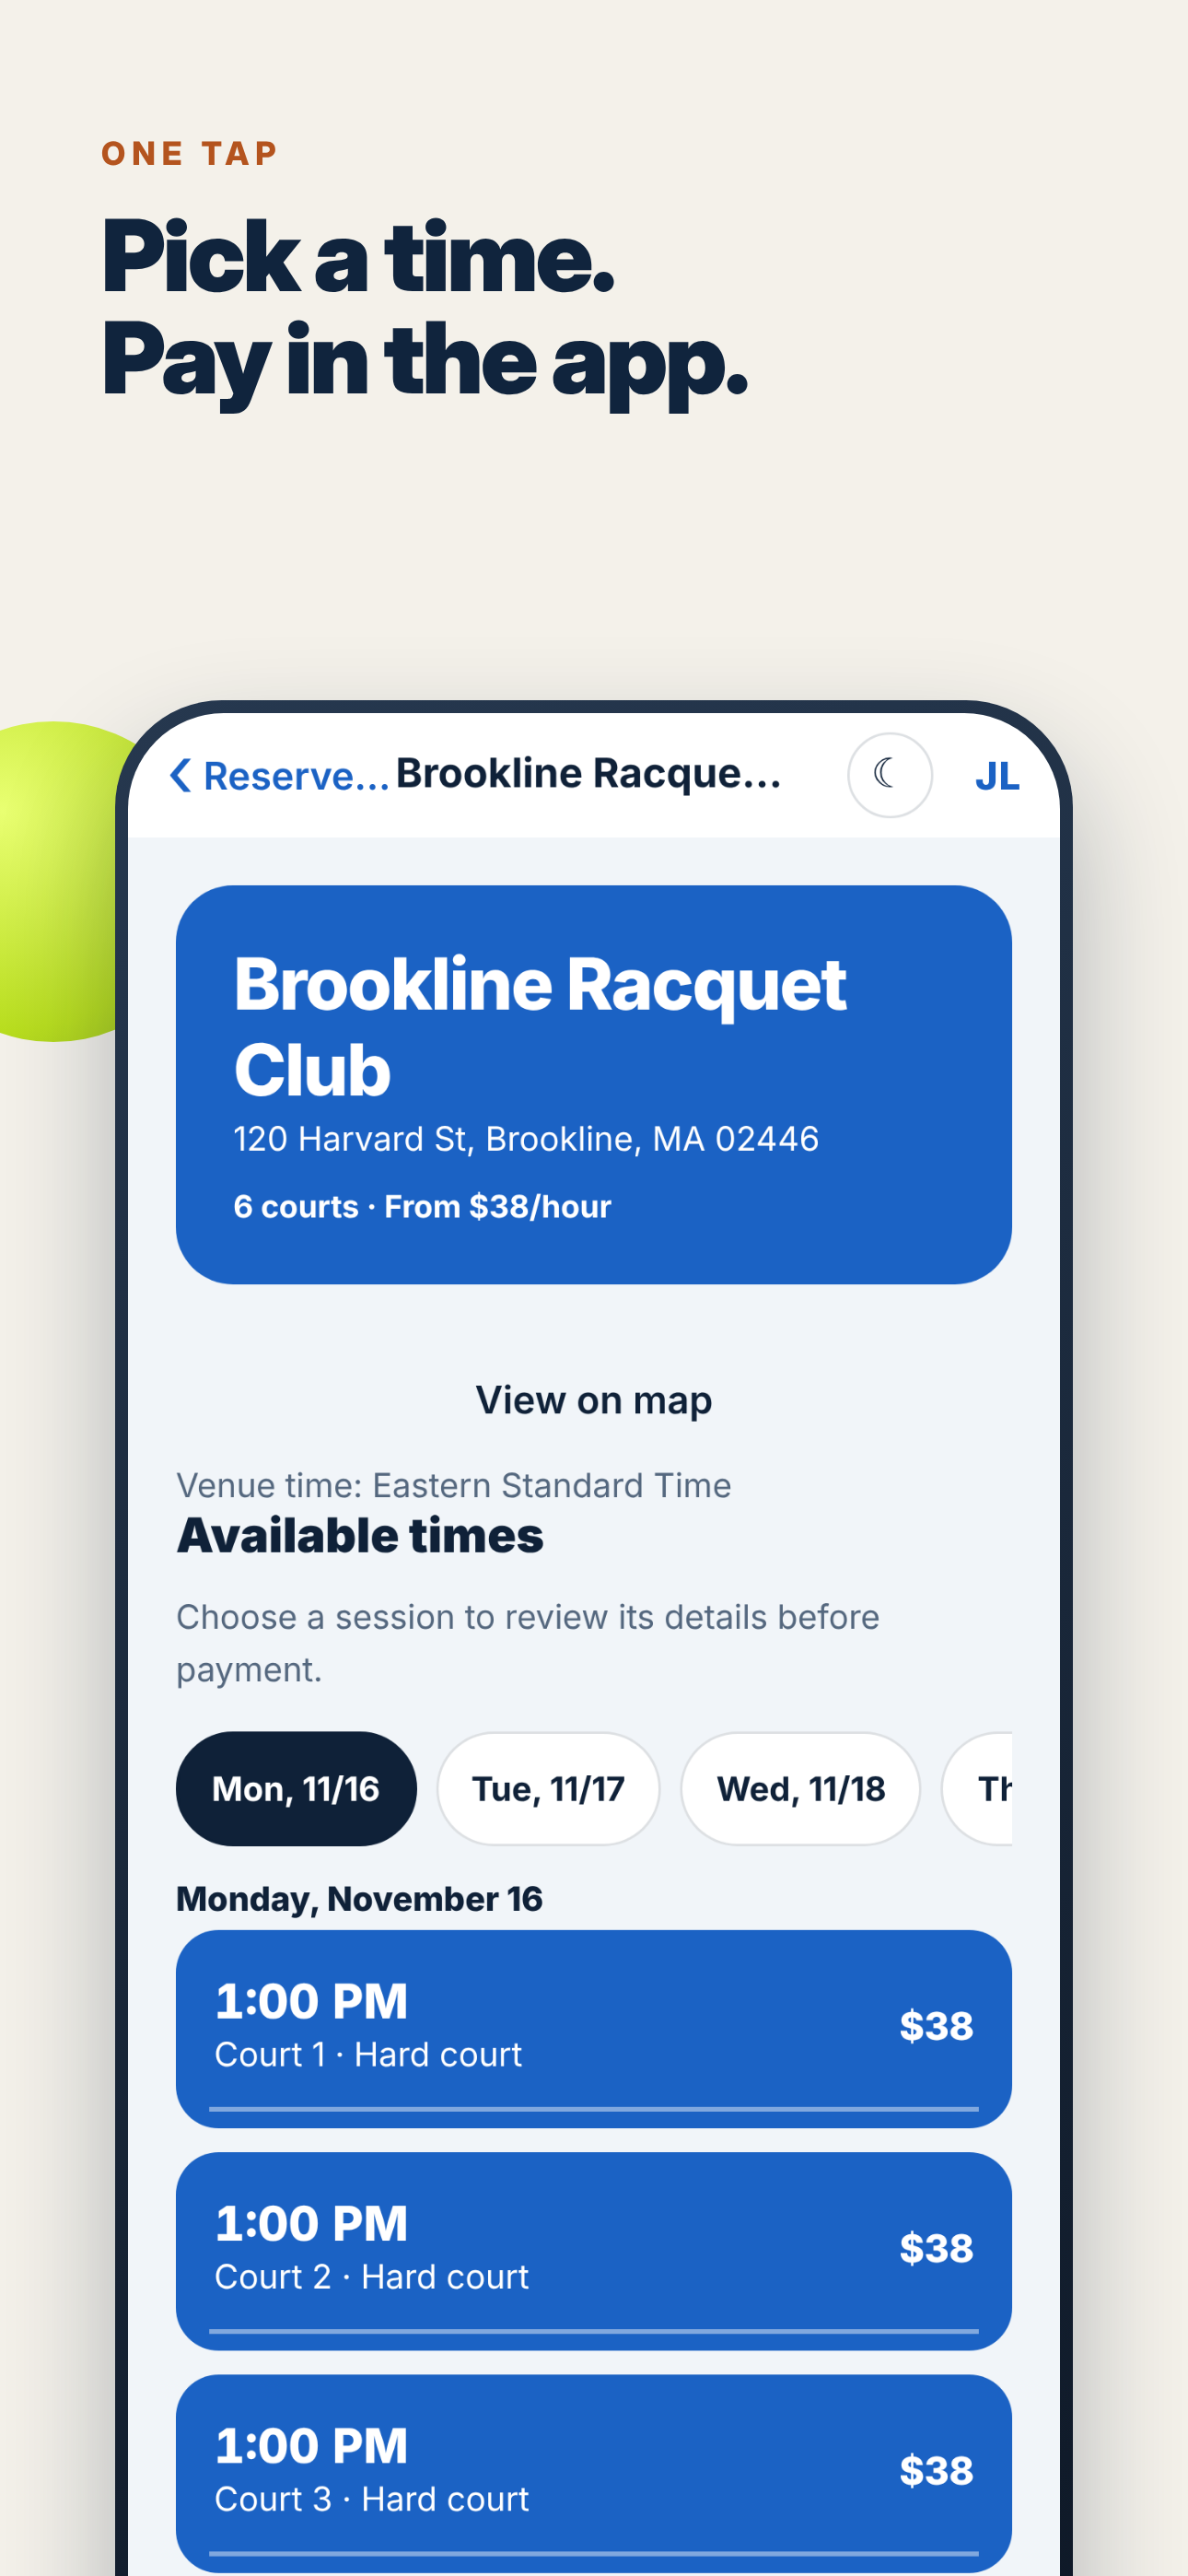 ONE TAP
Pick a time.
Pay in the app.
Reserve... Brookline Racque... JL
Brookline Racquet
Club
120 Harvard St, Brookline, MA 02446
6 courts · From $38/hour
View on map
Venue time: Eastern Standard Time
Available times
Choose a session to review its details before
payment.
Mon, 11/16 Tue, 11/17 Wed, 11/18 Th
Monday, November 16
1:00 PM
Court 1 · Hard court
$38
1:00 PM
Court 2 · Hard court
$38
1:00 PM
Court 3 · Hard court
$38